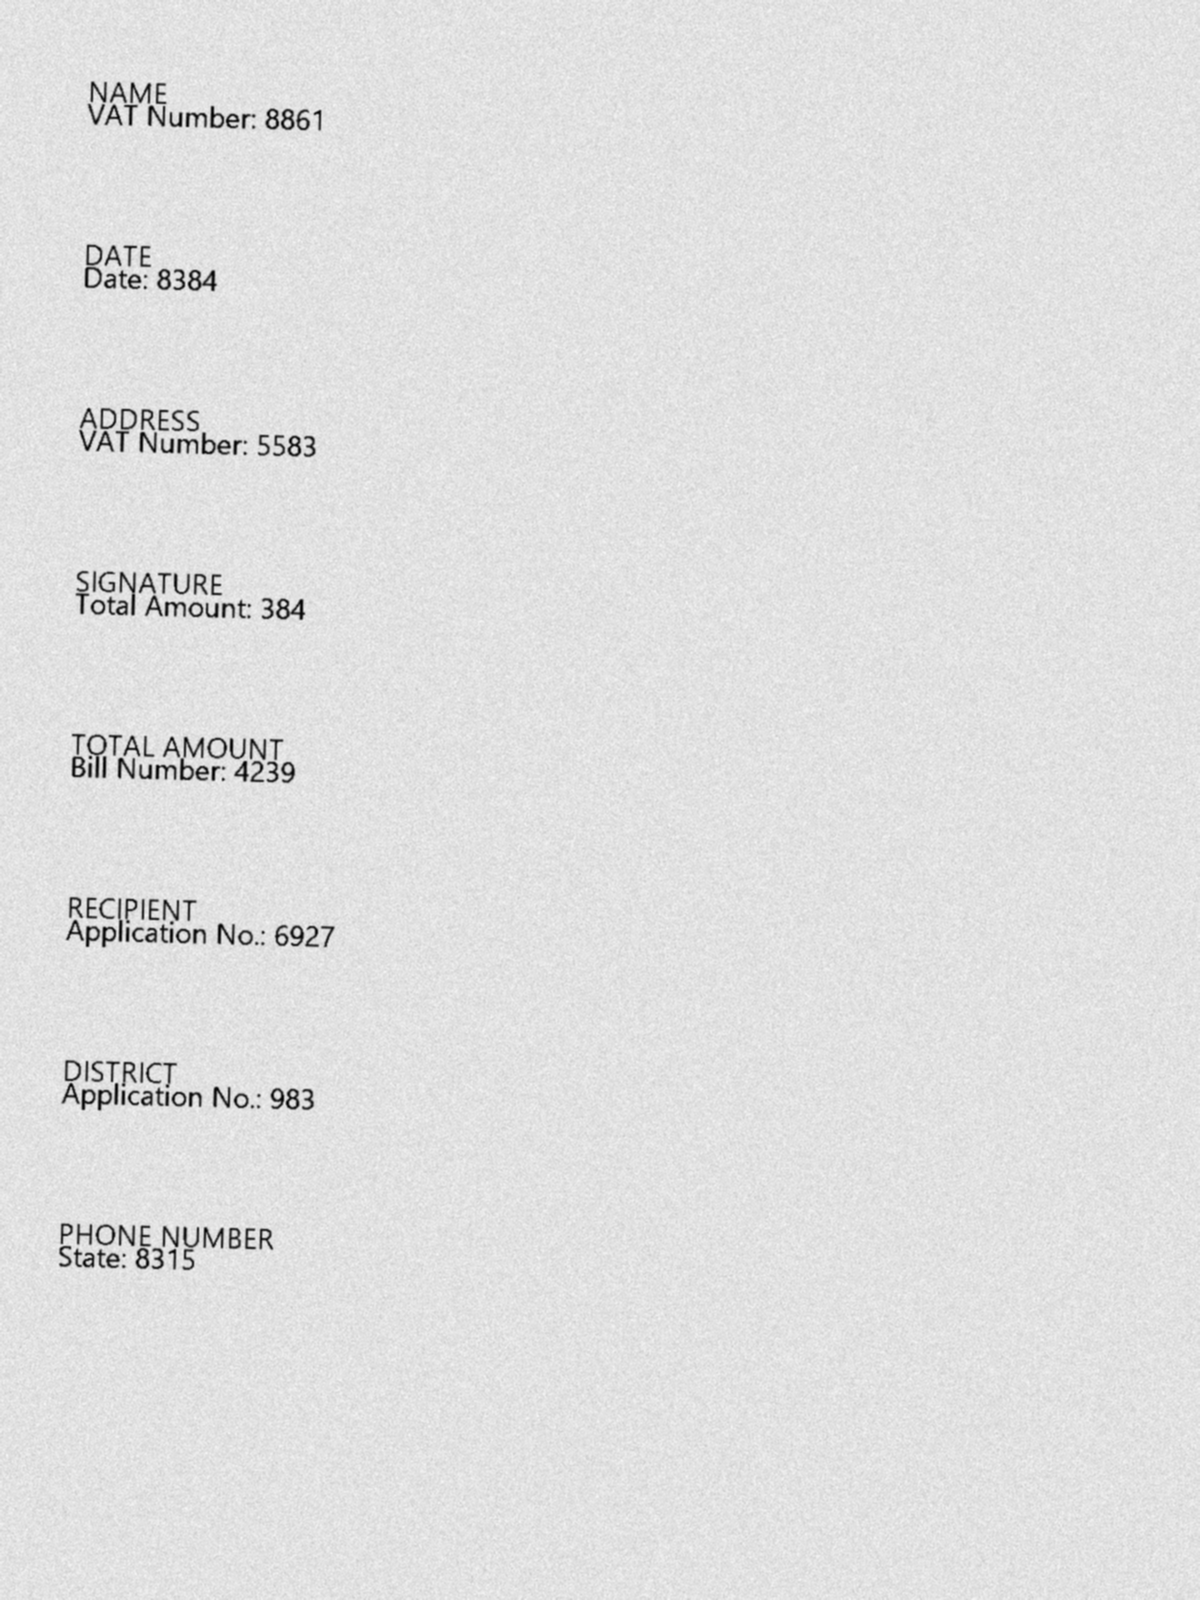 NAME
VAT Number: 8861
DATE
Date: 8384
ADDRESS
VAT Number: 5583
SIGNATURE
Total Amount: 384
TOTAL AMOUNT
Bill Number: 4239
RECIPIENT
Application No.: 6927
DISTRICT
Application No.: 983
PHONE NUMBER
State: 8315